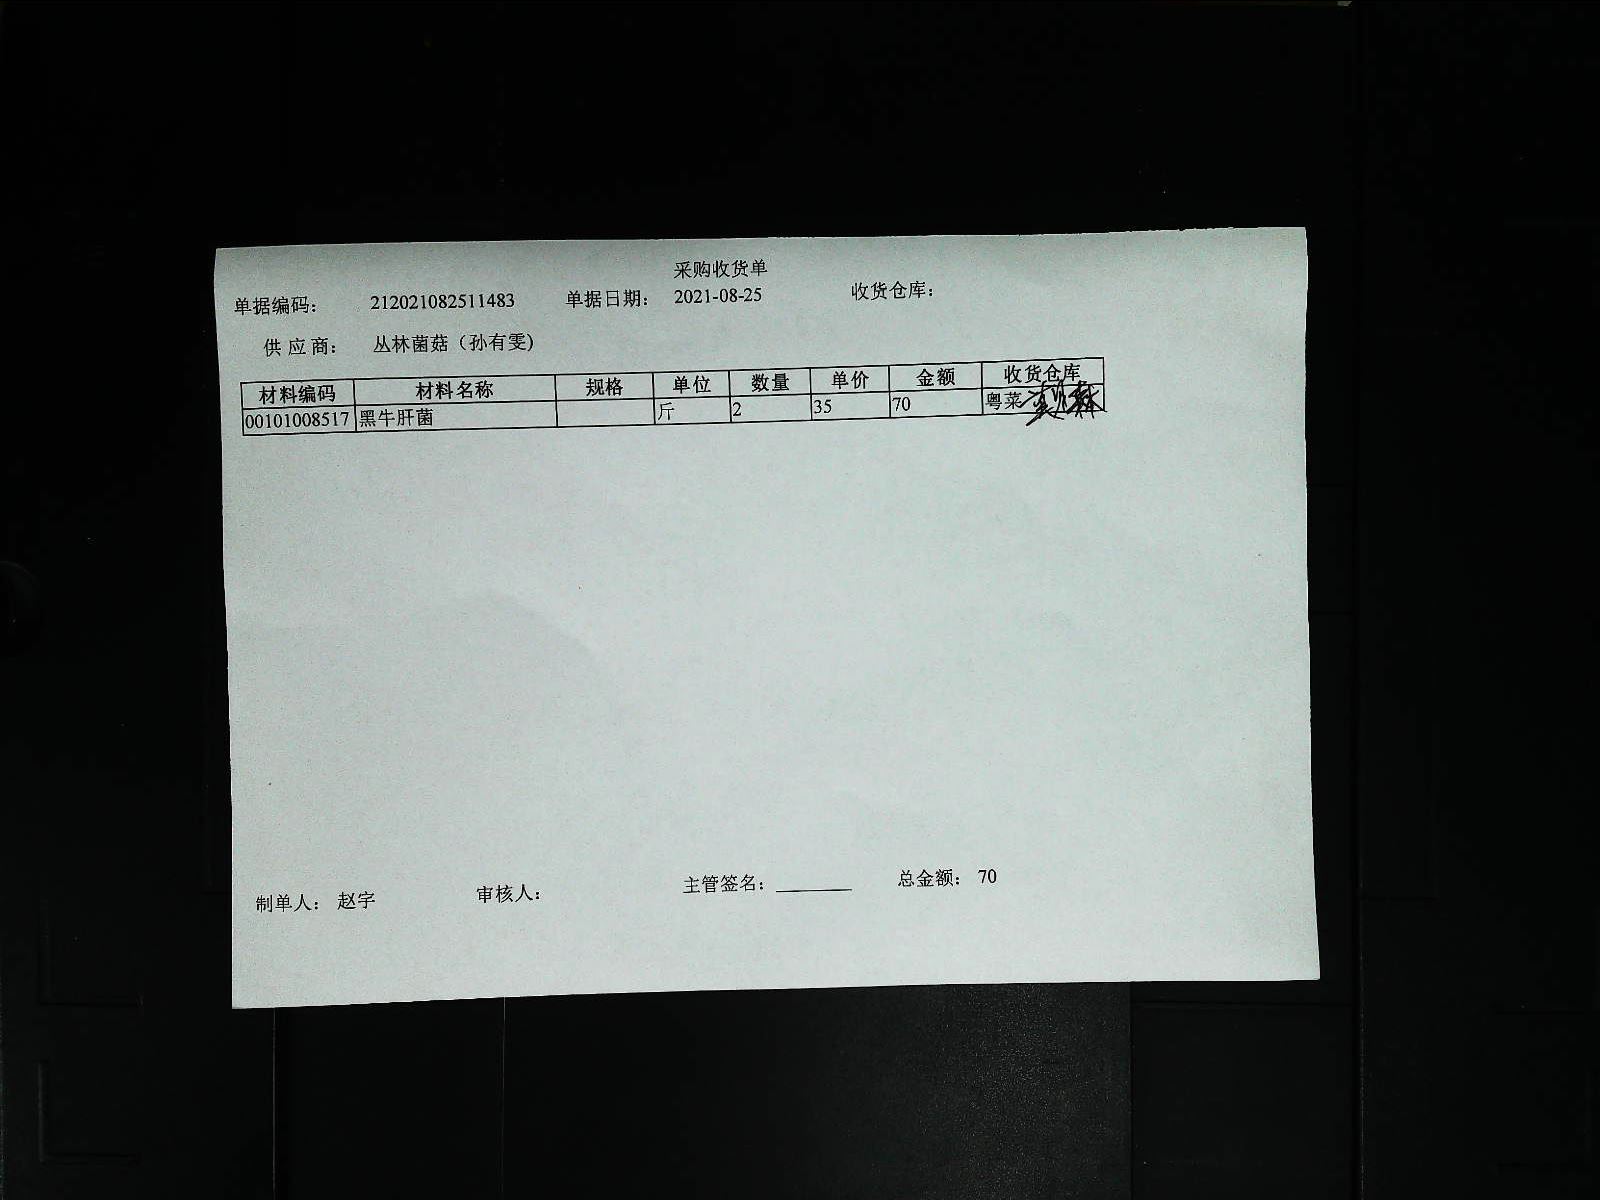 采购收货单
单据编码： 212021082511483 单据日期： 2021-08-25 收货仓库：
供应商： 丛林菌菇（孙有雯)
材料编码 材料名称 规格 单位 数量 单价 金额 收货仓库
00101008517 黑牛肝菌 斤 2 35 70 粤菜
制单人： 赵字 审核人： 主管签名： 总金额： 70